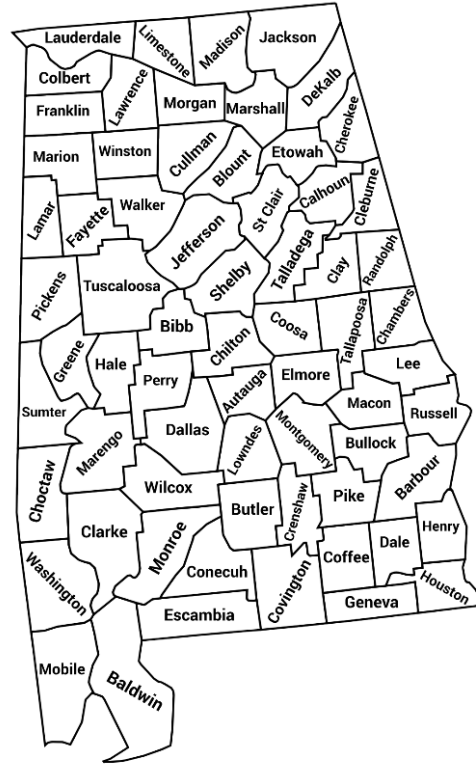 Lauderdale
Limestone
Madison
Jackson
Colbert
Lawrence
Morgan
Marshall
DeKalb
Franklin
Cherokee
Marion
Winston
Cullman
Blount
Etowah
Lamar
Fayette
Walker
Jefferson
St Clair
Calhoun
Cleburne
Pickens
Tuscaloosa
Shelby
Talladega
Clay
Randolph
Bibb
Chilton
Coosa
Tallapoosa
Chambers
Greene
Hale
Perry
Autauga
Elmore
Lee
Sumter
Marengo
Dallas
Lowndes
Montgomery
Macon
Russell
Bullock
Choctaw
Wilcox
Butler
Crenshaw
Pike
Barbour
Clarke
Monroe
Conecuh
Covington
Coffee
Dale
Henry
Washington
Escambia
Geneva
Houston
Mobile
Baldwin